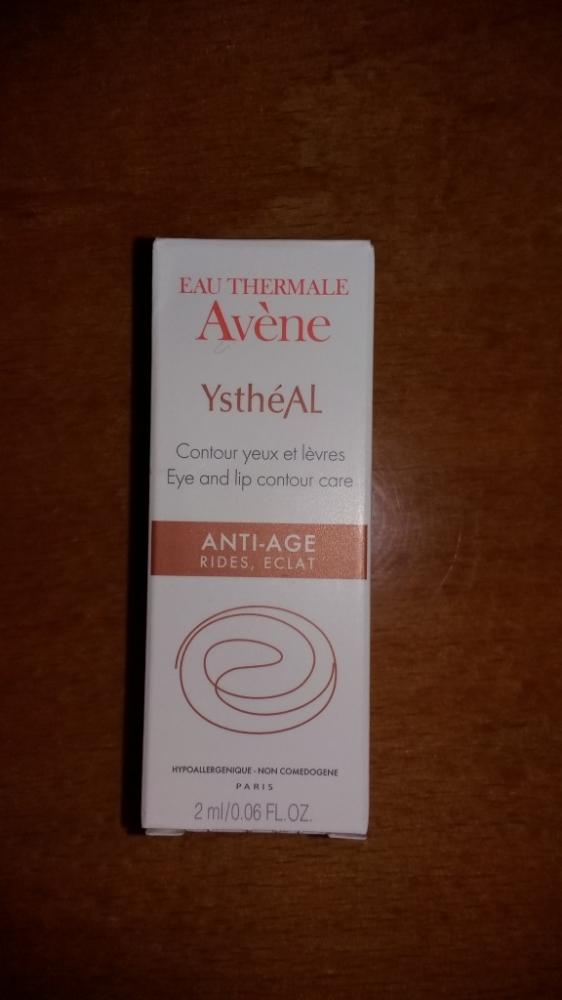 EAU THERMALE
Avène
YsthéAL
Contour yeux et lèvres
Eye and lip contour care
ANTI-AGE
RIDES, ECLAT
HYPOALLERGENIQUE - NON COMEDOGENE
PARIS
2 ml/0.06 FL.OZ.